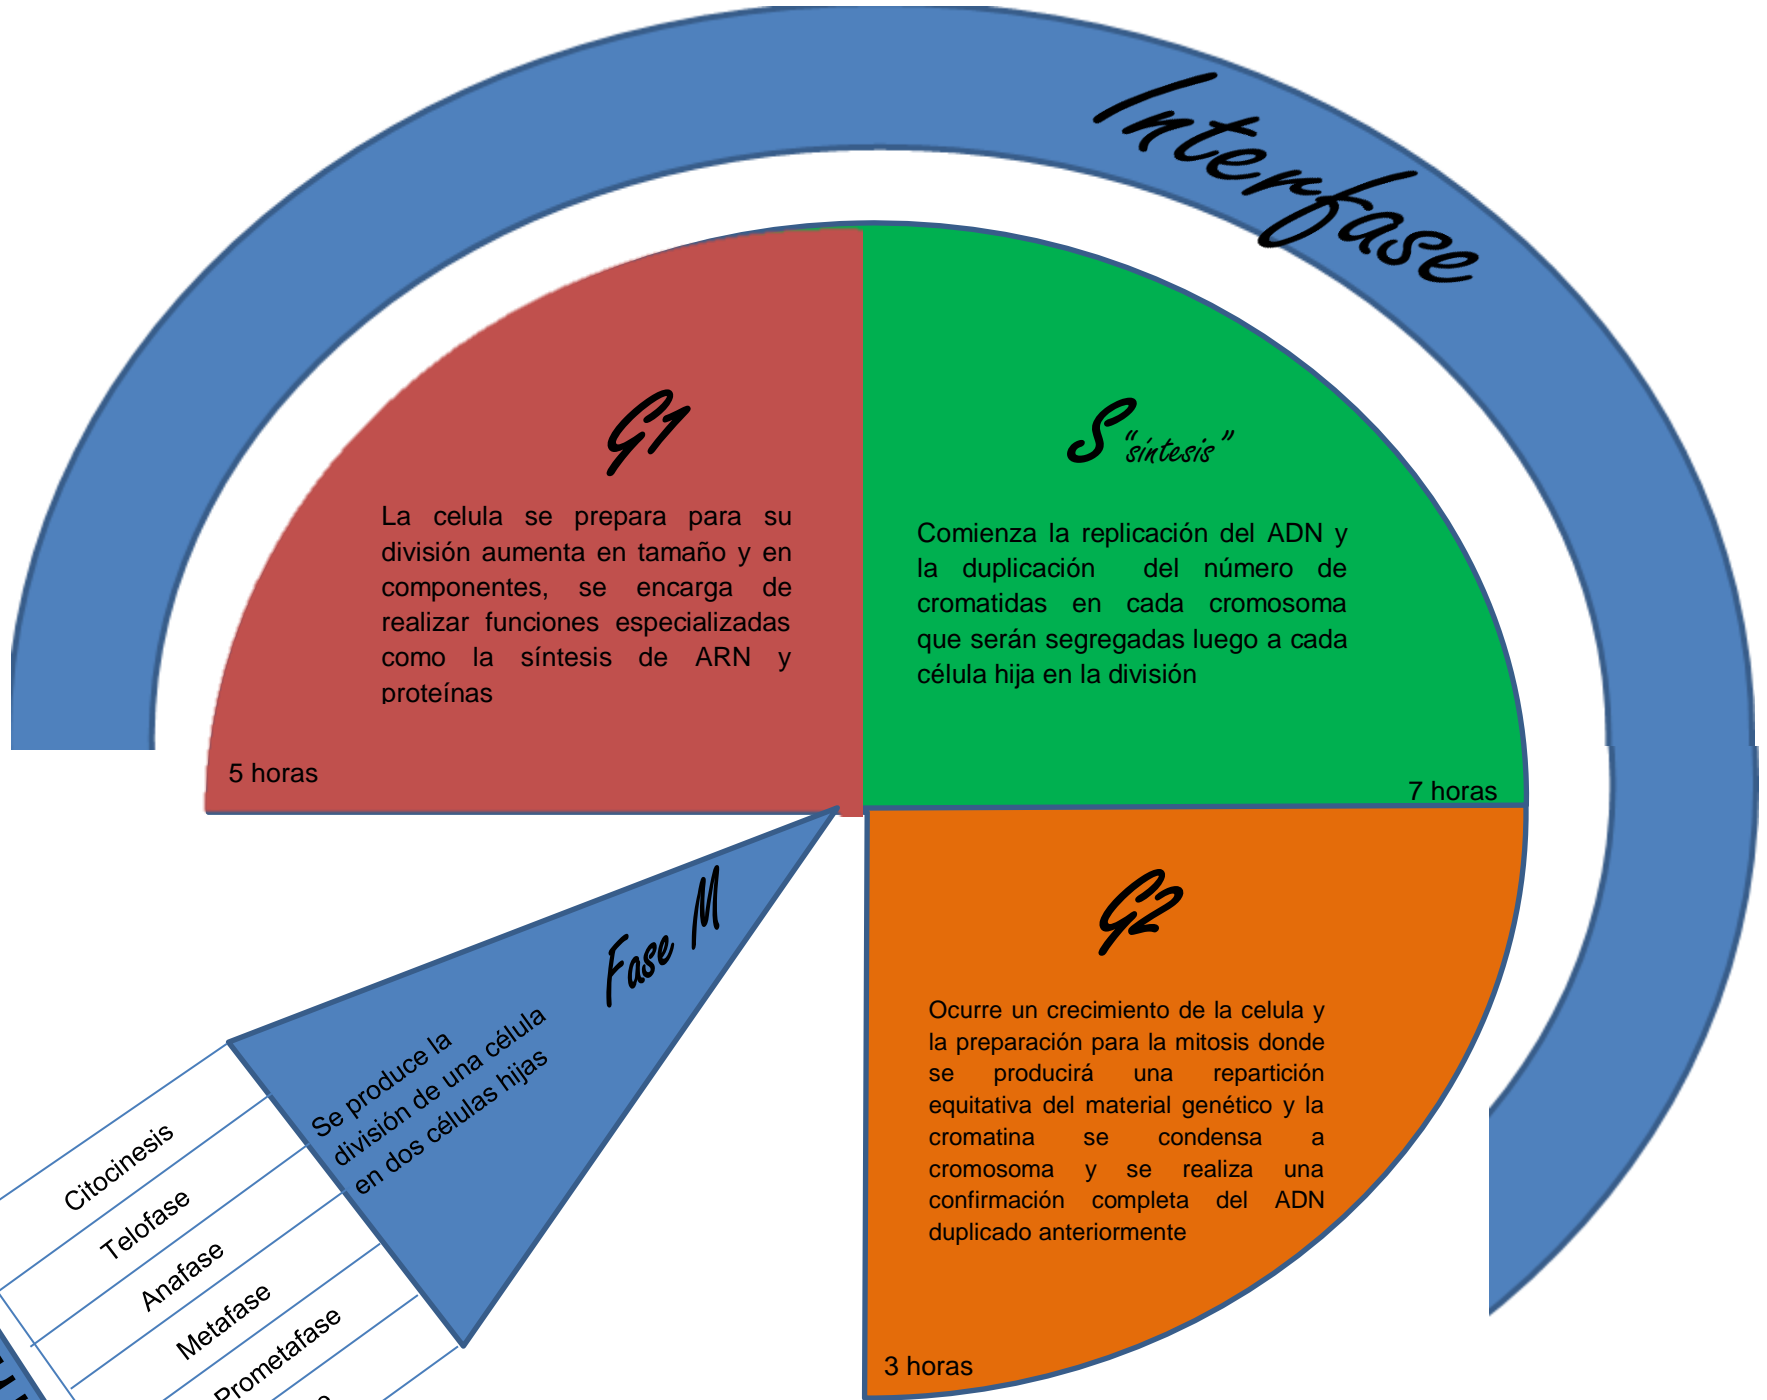 Interfase
G1
La celula se prepara para su
división aumenta en tamaño y en
componentes, se encarga de
realizar funciones especializadas
como la síntesis de ARN y
proteínas
5 horas
S "síntesis"
Comienza la replicación del ADN y
la duplicación del número de
cromatidas en cada cromosoma
que serán segregadas luego a cada
célula hija en la división
7 horas
G2
Ocurre un crecimiento de la celula y
la preparación para la mitosis donde
se producirá una repartición
equitativa del material genético y la
cromatina se condensa a
cromosoma y se realiza una
confirmación completa del ADN
duplicado anteriormente
3 horas
Fase M
Se produce la
división de una célula
en dos células hijas
Citocinesis
Telofase
Anafase
Metafase
Prometafase